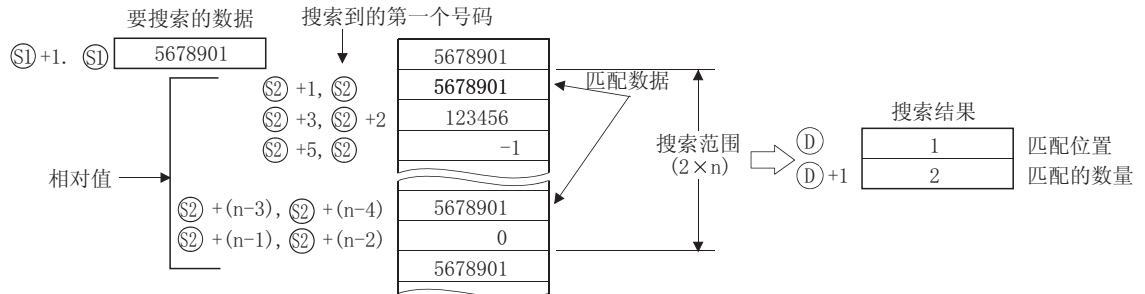 要搜索的数据
搜索到的第一个号码
S1 +1. S1 5678901
5678901
S2 +1, S2 5678901
匹配数据
S2 +3, S2 +2 123456
S2 +5, S2 -1
相对值
S2 +(n-3), S2 +(n-4) 5678901
S2 +(n-1), S2 +(n-2) 0
5678901
搜索范围
(2×n)
搜索结果
D 1 匹配位置
D +1 2 匹配的数量